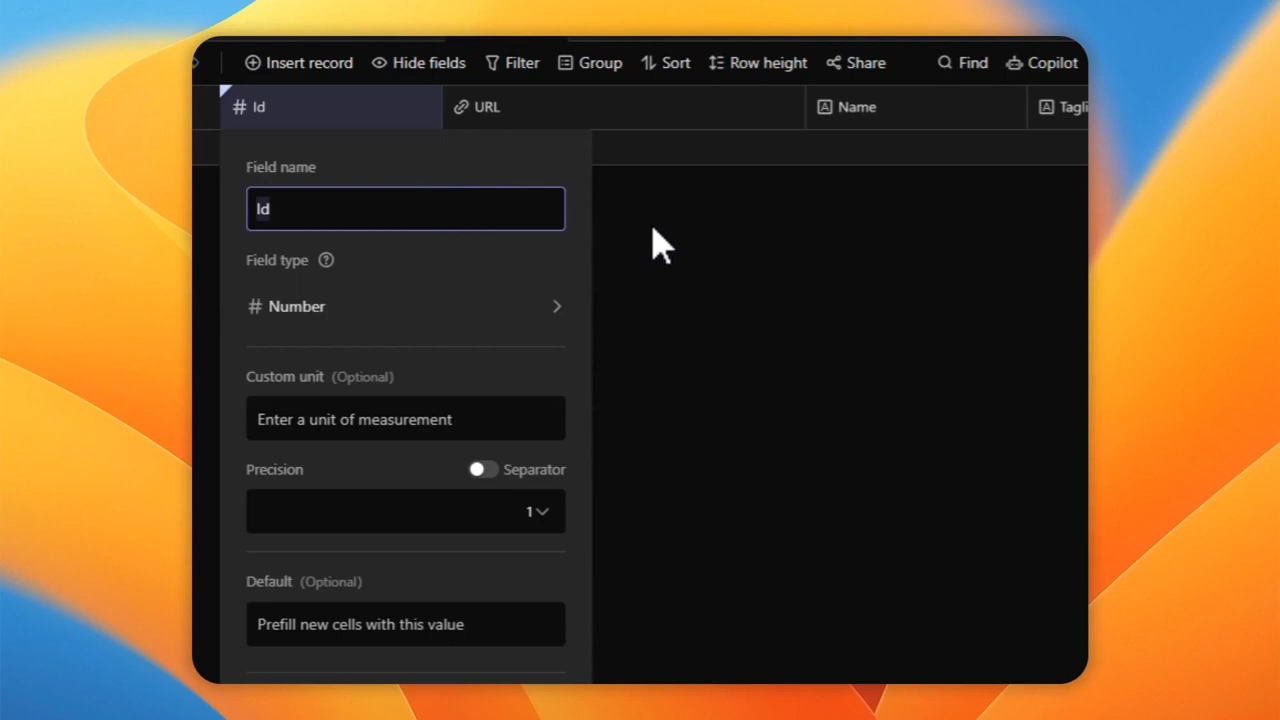 Insert record Hide fields Filter Group Sort Row height Share Find Copilot
# Id URL Name Tagli
Field name
Id
Field type ?
# Number
Custom unit (Optional)
Enter a unit of measurement
Precision Separator
1
Default (Optional)
Prefill new cells with this value